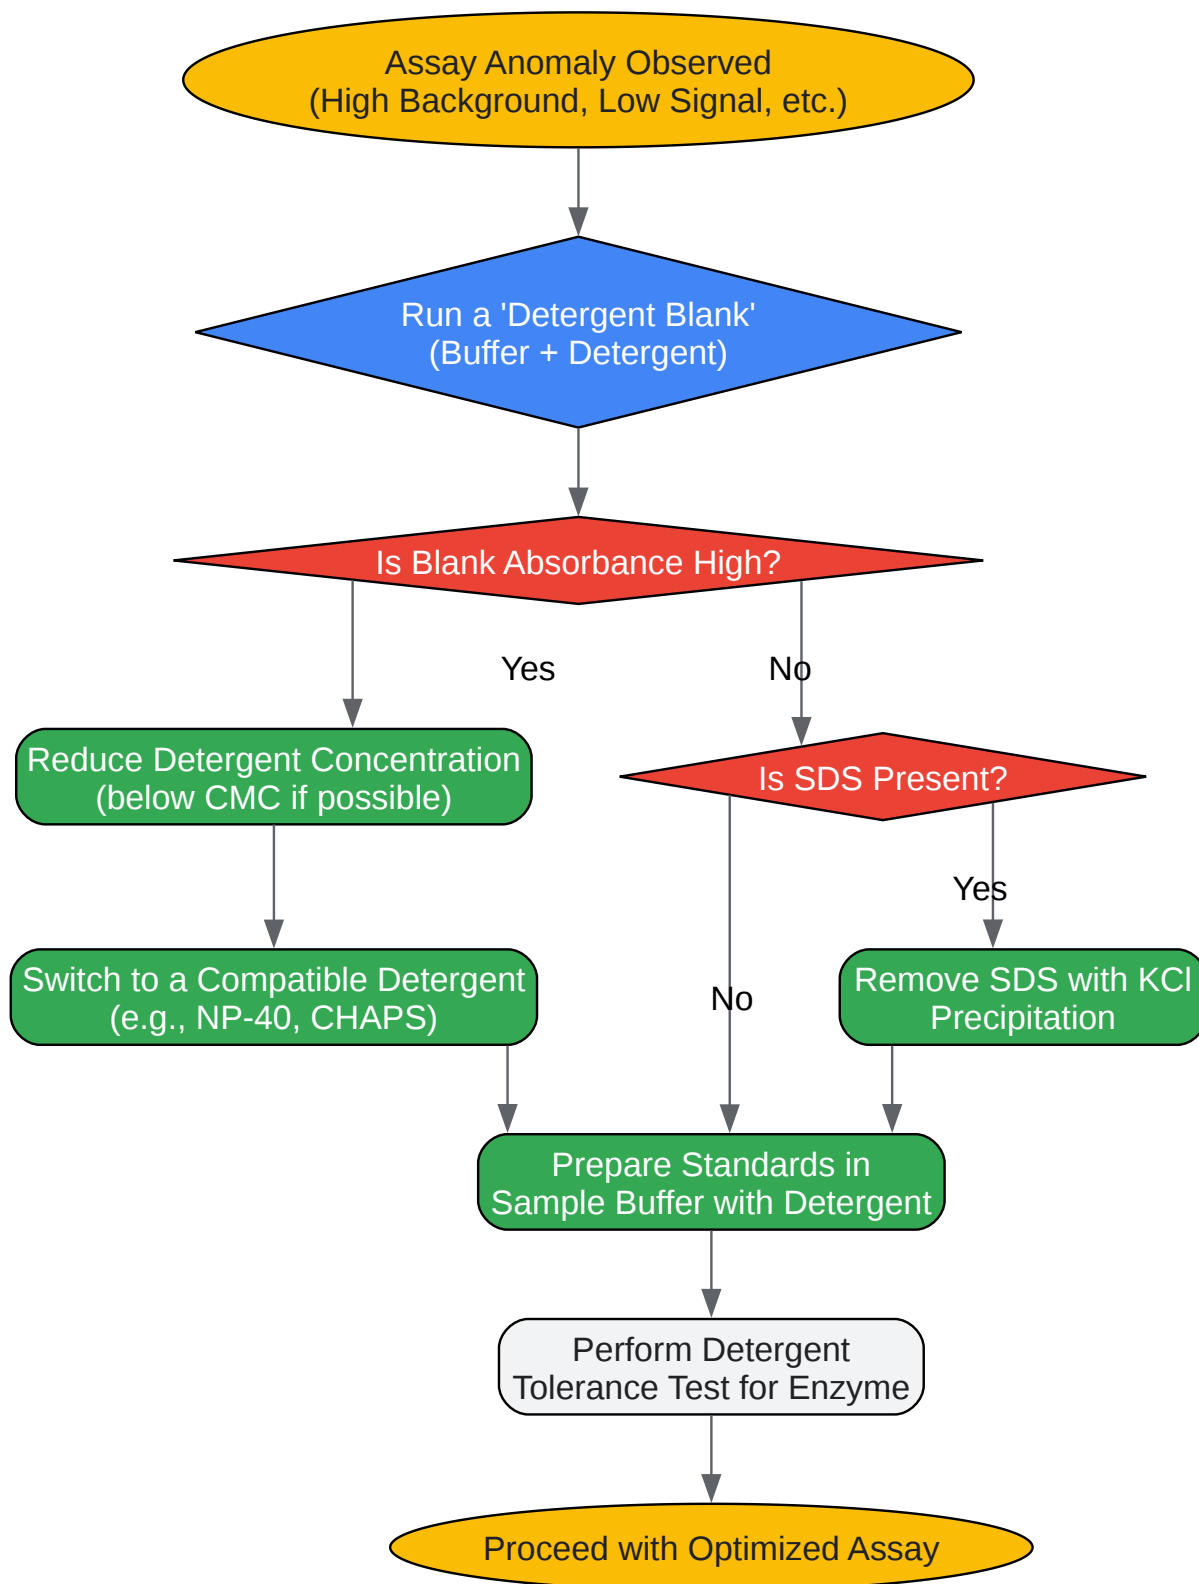 Assay Anomaly Observed
(High Background, Low Signal, etc.)
Run a 'Detergent Blank'
(Buffer + Detergent)
Is Blank Absorbance High?
Yes
No
Reduce Detergent Concentration
(below CMC if possible)
Is SDS Present?
Yes
Switch to a Compatible Detergent
(e.g., NP-40, CHAPS)
No
Remove SDS with KCl
Precipitation
Prepare Standards in
Sample Buffer with Detergent
Perform Detergent
Tolerance Test for Enzyme
Proceed with Optimized Assay